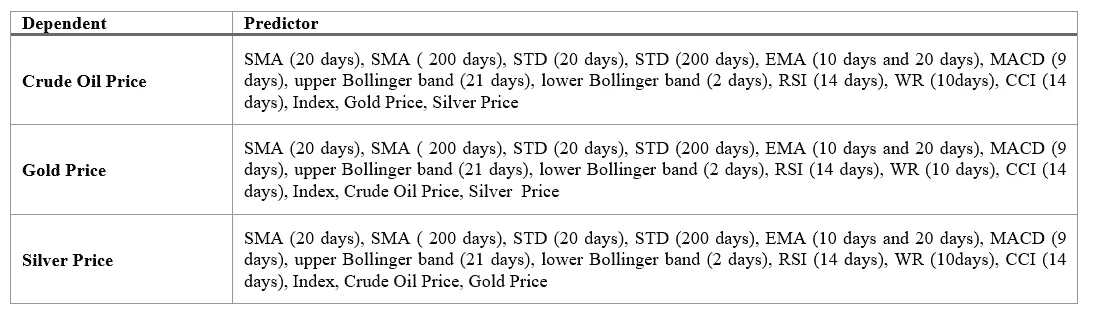 Dependent Predictor
Crude Oil Price
SMA (20 days), SMA ( 200 days), STD (20 days), STD (200 days), EMA (10 days and 20 days), MACD (9
days), upper Bollinger band (21 days), lower Bollinger band (2 days), RSI (14 days), WR (10days), CCI (14
days), Index, Gold Price, Silver Price
Gold Price
SMA (20 days), SMA ( 200 days), STD (20 days), STD (200 days), EMA (10 days and 20 days), MACD (9
days), upper Bollinger band (21 days), lower Bollinger band (2 days), RSI (14 days), WR (10 days), CCI (14
days), Index, Crude Oil Price, Silver  Price
Silver Price
SMA (20 days), SMA ( 200 days), STD (20 days), STD (200 days), EMA (10 days and 20 days), MACD (9
days), upper Bollinger band (21 days), lower Bollinger band (2 days), RSI (14 days), WR (10days), CCI (14
days), Index, Crude Oil Price, Gold Price